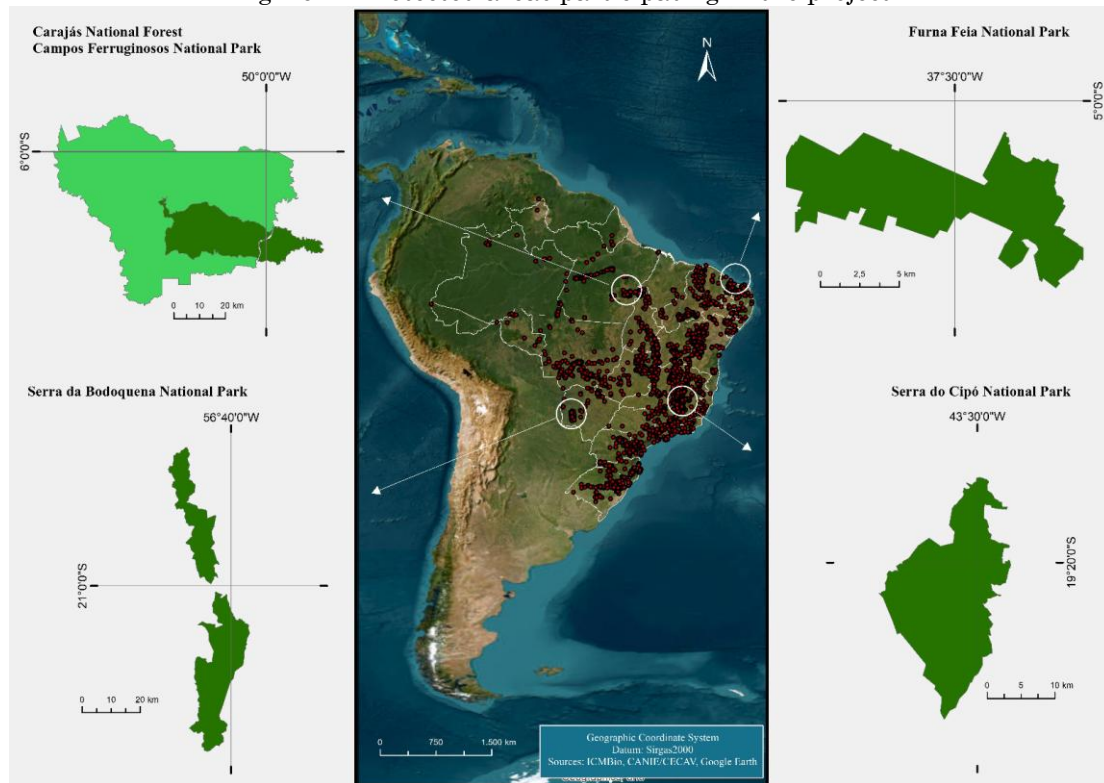 Carajás National Forest
Campos Ferruginosos National Park
50°0'0"W
6°0'0"S
0 10 20 km
Serra da Bodoquena National Park
56°40'0"W
21°0'0"S
0 10 20 km
N
0 750 1.500 km
Geographic Coordinate System
Datum: Sirgas2000
Sources: ICMBio, CANIE/CECAV, Google Earth
Furna Feia National Park
37°30'0"W
5°0'0"S
0 2,5 5 km
Serra do Cipó National Park
43°30'0"W
19°20'0"S
0 5 10 km